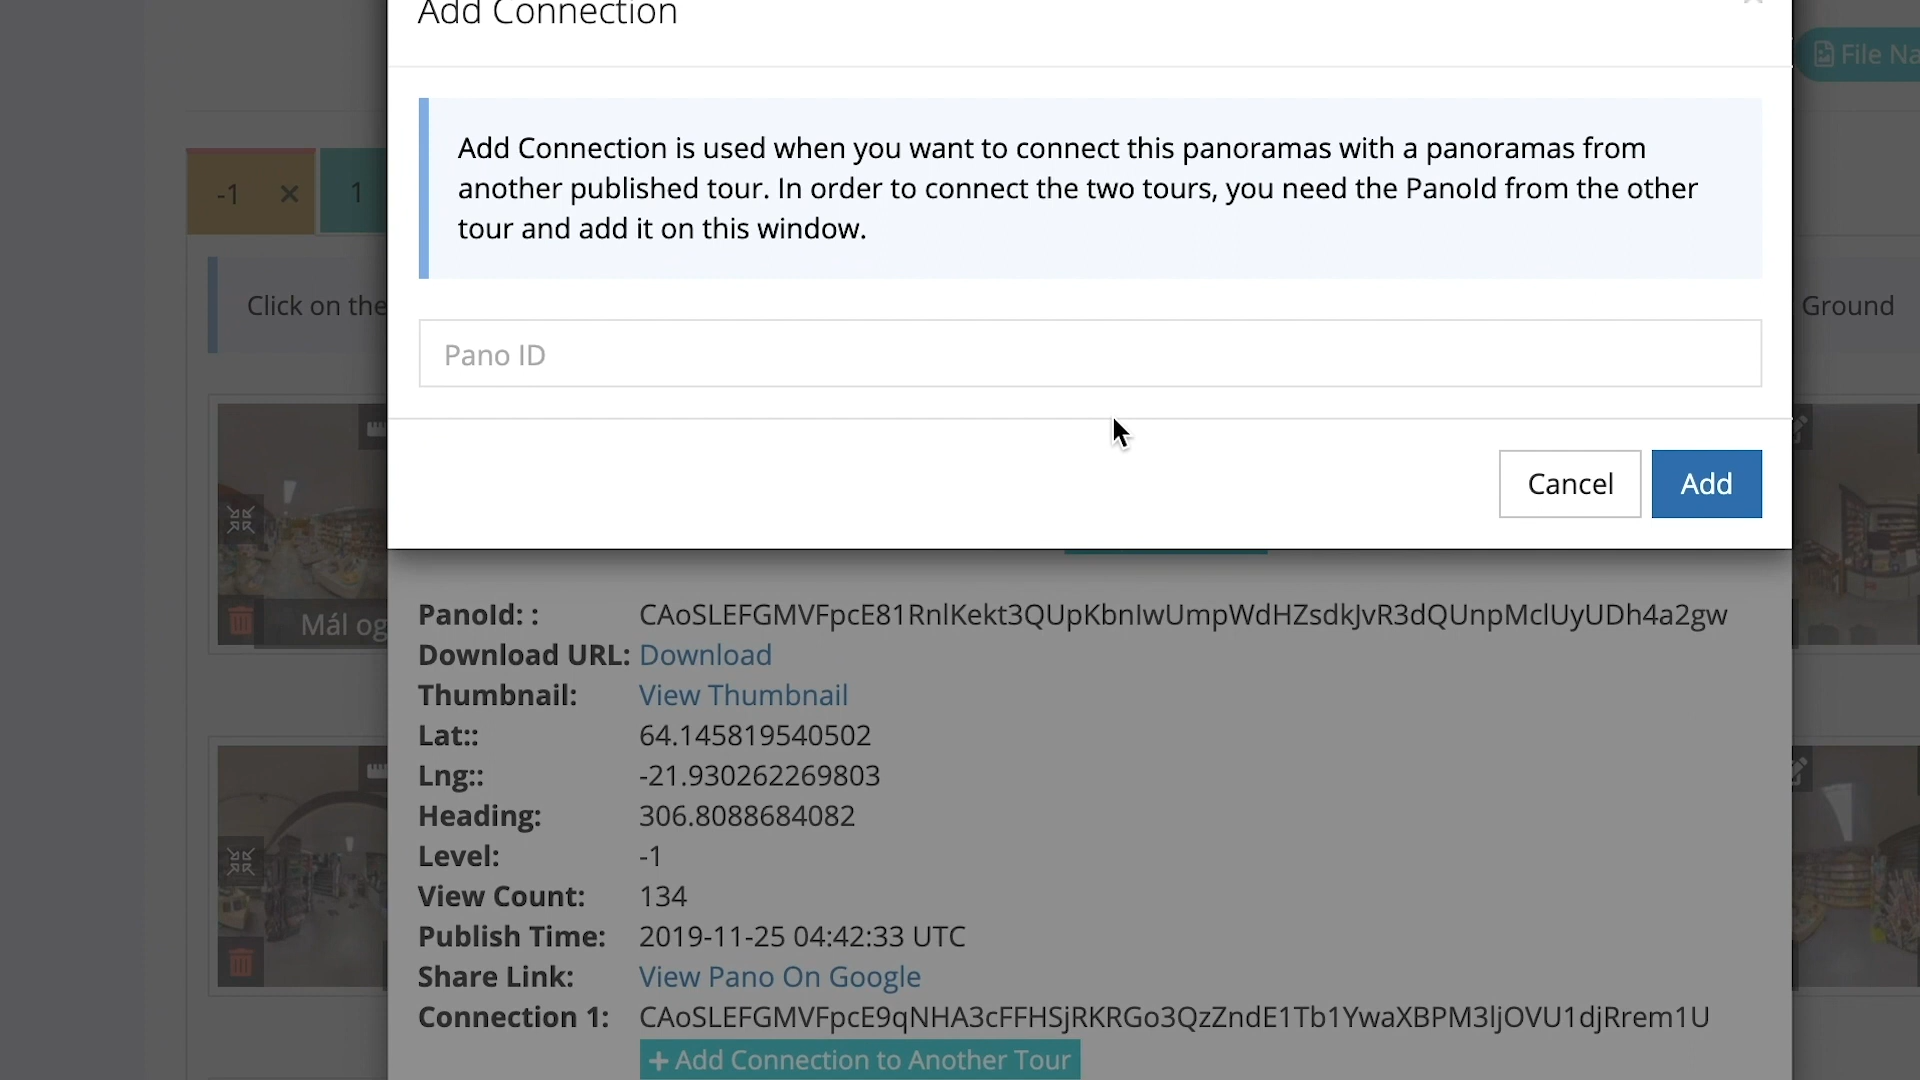 Add Connection
File Na
Add Connection is used when you want to connect this panoramas with a panoramas from
another published tour. In order to connect the two tours, you need the PanoId from the other
tour and add it on this window.
-1
1
Click on the
Ground
Pano ID
Cancel
Add
Mál og
PanoId: : CAoSLEFGMVFpcE81RnlKekt3QUpKbnIwUmpWdHZsdkJvR3dQUnpMclUyUDh4a2gw
Download URL: Download
Thumbnail: View Thumbnail
Lat:: 64.145819540502
Lng:: -21.930262269803
Heading: 306.8088684082
Level: -1
View Count: 134
Publish Time: 2019-11-25 04:42:33 UTC
Share Link: View Pano On Google
Connection 1: CAoSLEFGMVFpcE9qNHA3cFFHSjRKRGo3QzZndE1Tb1YwaXBPM3ljOVU1djRrem1U
+ Add Connection to Another Tour